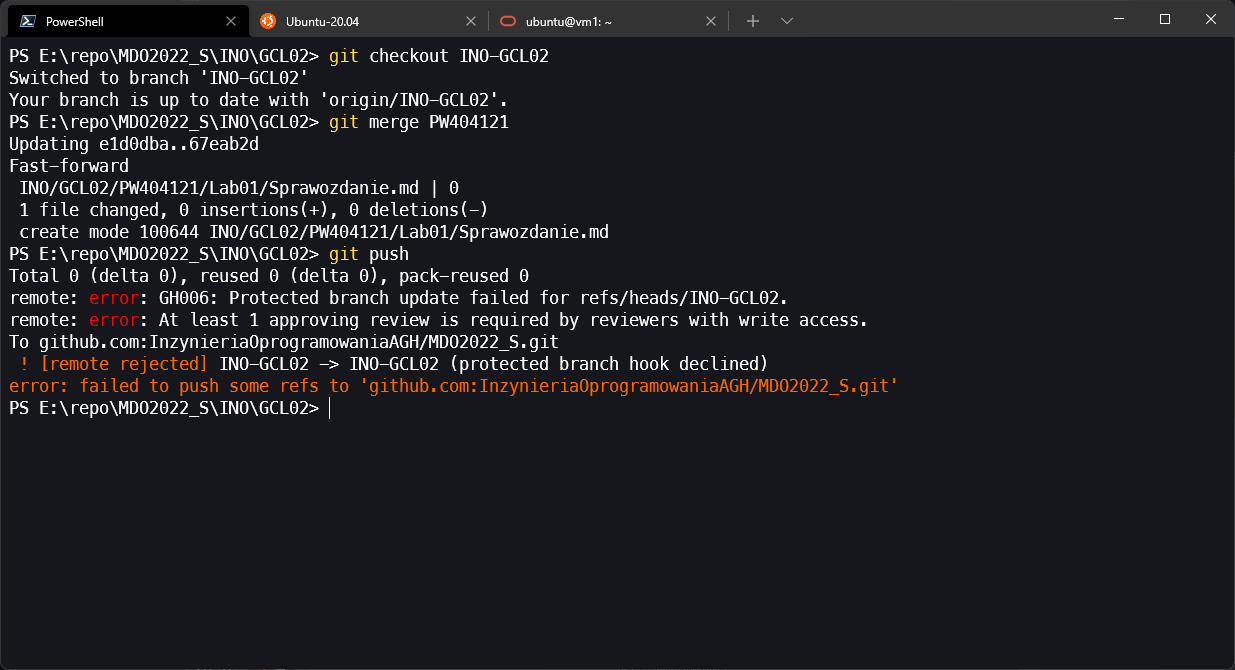 PowerShell
Ubuntu-20.04
ubuntu@vm1: ~
PS E:\repo\MDO2022_S\INO\GCL02> git checkout INO-GCL02
Switched to branch 'INO-GCL02'
Your branch is up to date with 'origin/INO-GCL02'.
PS E:\repo\MDO2022_S\INO\GCL02> git merge PW404121
Updating e1d0dba..67eab2d
Fast-forward
 INO/GCL02/PW404121/Lab01/Sprawozdanie.md | 0
 1 file changed, 0 insertions(+), 0 deletions(-)
 create mode 100644 INO/GCL02/PW404121/Lab01/Sprawozdanie.md
PS E:\repo\MDO2022_S\INO\GCL02> git push
Total 0 (delta 0), reused 0 (delta 0), pack-reused 0
remote: error: GH006: Protected branch update failed for refs/heads/INO-GCL02.
remote: error: At least 1 approving review is required by reviewers with write access.
To github.com:InzynieriaOprogramowaniaAGH/MDO2022_S.git
 ! [remote rejected] INO-GCL02 -> INO-GCL02 (protected branch hook declined)
error: failed to push some refs to 'github.com:InzynieriaOprogramowaniaAGH/MDO2022_S.git'
PS E:\repo\MDO2022_S\INO\GCL02>